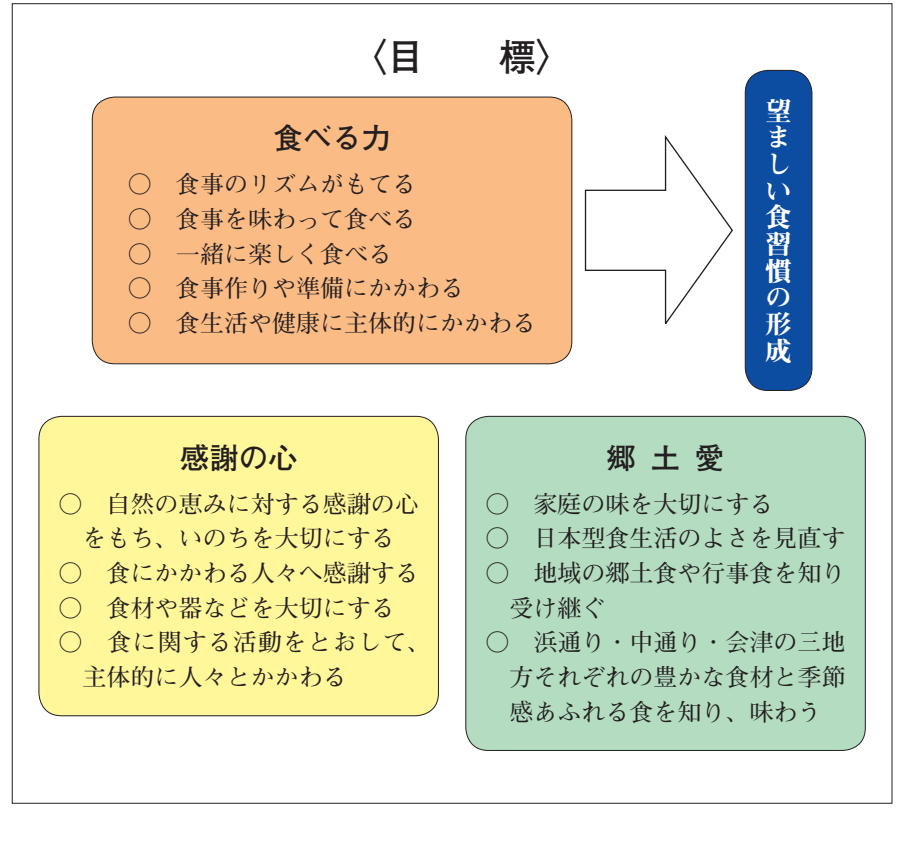 〈目　　標〉
食べる力
○　食事のリズムがもてる
○　食事を味わって食べる
○　一緒に楽しく食べる
○　食事作りや準備にかかわる
○　食生活や健康に主体的にかかわる
望ましい食習慣の形成
感謝の心
○　自然の恵みに対する感謝の心
をもち、いのちを大切にする
○　食にかかわる人々へ感謝する
○　食材や器などを大切にする
○　食に関する活動をとおして、
主体的に人々とかかわる
郷 土 愛
○　家庭の味を大切にする
○　日本型食生活のよさを見直す
○　地域の郷土食や行事食を知り
受け継ぐ
○　浜通り・中通り・会津の三地
方それぞれの豊かな食材と季節
感あふれる食を知り、味わう